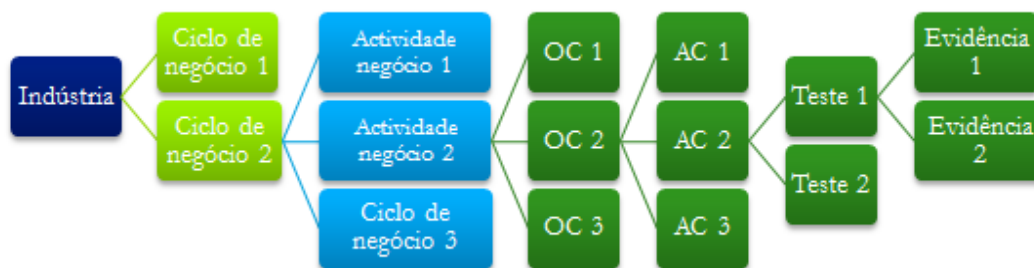 Indústria
Ciclo de
negócio 1
Ciclo de
negócio 2
Actividade
negócio 1
Actividade
negócio 2
Ciclo de
negócio 3
OC 1
OC 2
OC 3
AC 1
AC 2
AC 3
Teste 1
Teste 2
Evidência
1
Evidência
2